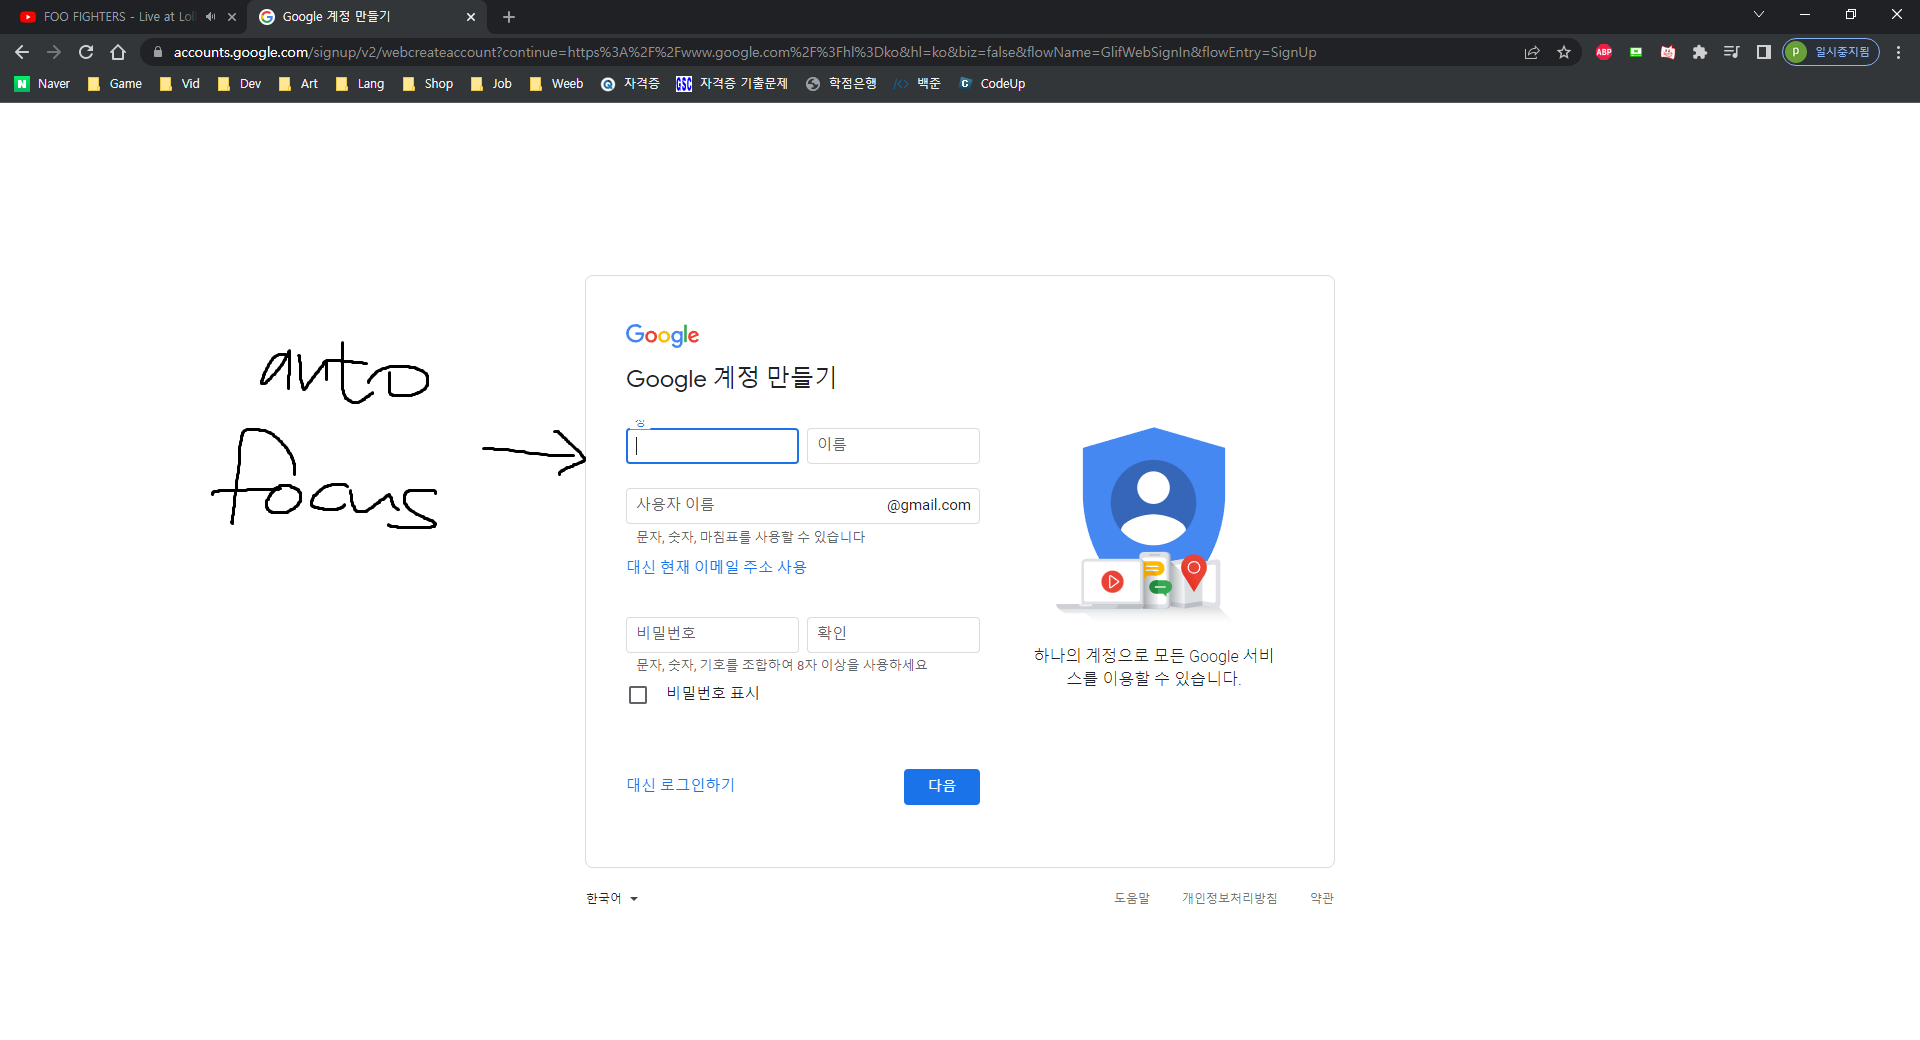 FOO FIGHTERS - Live at Lol
Google 계정 만들기
accounts.google.com/signup/v2/webcreateaccount?continue=https%3A%2F%2Fwww.google.com%2F%3Fhl%3Dko&hl=ko&biz=false&flowName=GlifWebSignIn&flowEntry=SignUp
ABP
P 일시중지됨
N Naver Game Vid Dev Art Lang Shop Job Weeb Q 자격증 GSC 자격증 기출문제 학점은행 백준 CodeUp
auto
focus
Google
Google 계정 만들기
성
이름
사용자 이름 @gmail.com
문자, 숫자, 마침표를 사용할 수 있습니다
대신 현재 이메일 주소 사용
비밀번호 확인
문자, 숫자, 기호를 조합하여 8자 이상을 사용하세요
비밀번호 표시
대신 로그인하기 다음
하나의 계정으로 모든 Google 서비
스를 이용할 수 있습니다.
한국어 도움말 개인정보처리방침 약관